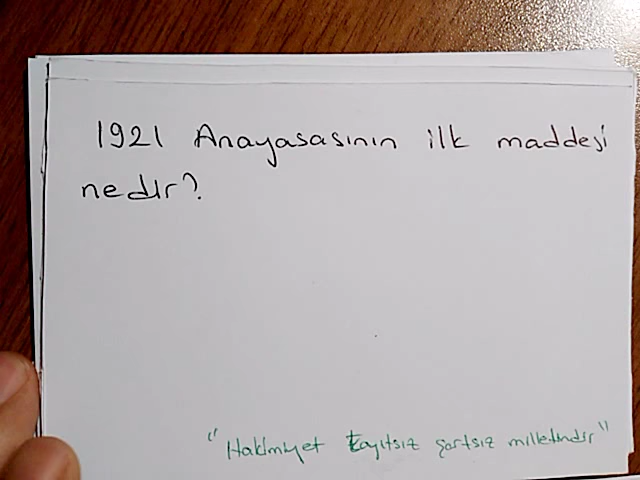 1921 Anayasasının ilk maddesi
nedir?
"Hakimiyet kayıtsız şartsız milletindir"